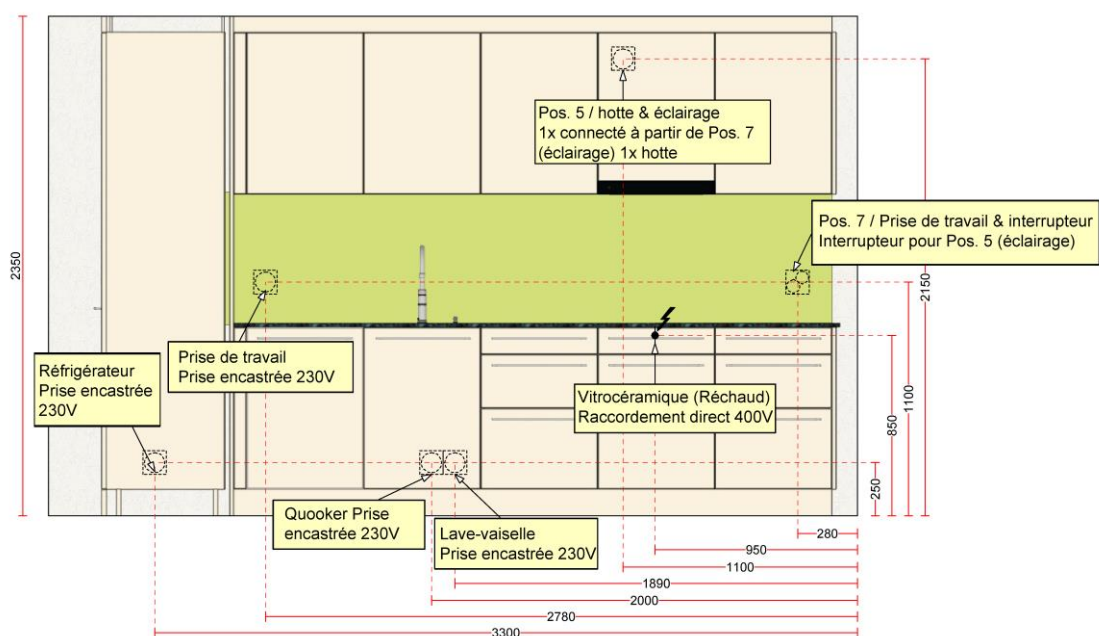 Pos. 5 / hotte & éclairage
1x connecté à partir de Pos. 7
(éclairage) 1x hotte
Pos. 7 / Prise de travail & interrupteur
Interrupteur pour Pos. 5 (éclairage)
2350
2150
Prise de travail
Prise encastrée 230V
Réfrigérateur
Prise encastrée
230V
Vitrocéramique (Réchaud)
Raccordement direct 400V
1100
850
250
Quooker Prise
encastrée 230V
Lave-vaiselle
Prise encastrée 230V
280
950
1100
1890
2000
2780
3300